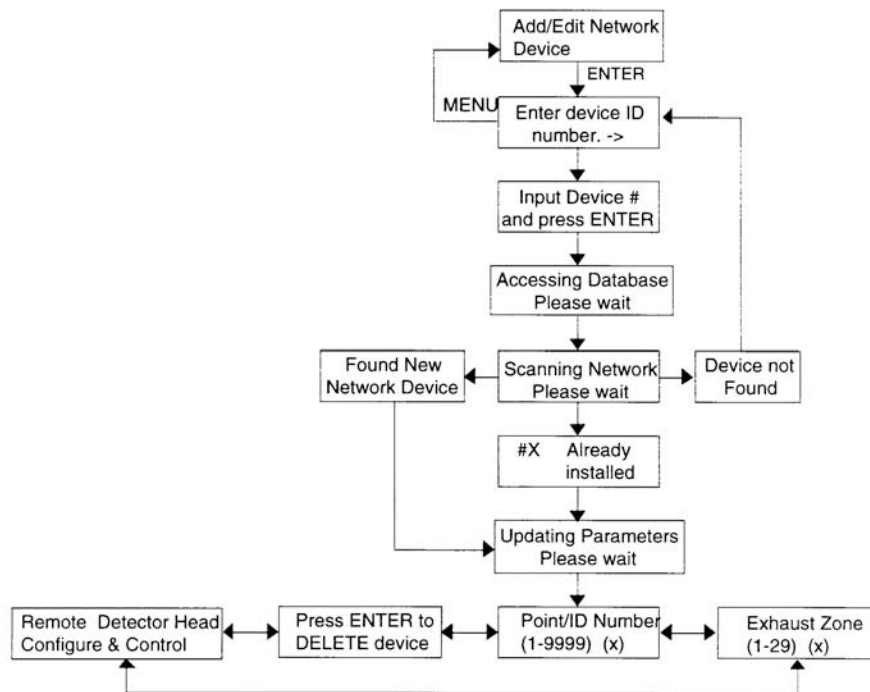 Add/Edit Network
Device
ENTER
MENU
Enter device ID
number. ->
Input Device #
and press ENTER
Accessing Database
Please wait
Found New
Network Device
Scanning Network
Please wait
Device not
Found
#X Already
installed
Updating Parameters
Please wait
Remote Detector Head
Configure & Control
Press ENTER to
DELETE device
Point/ID Number
(1-9999) (x)
Exhaust Zone
(1-29) (x)